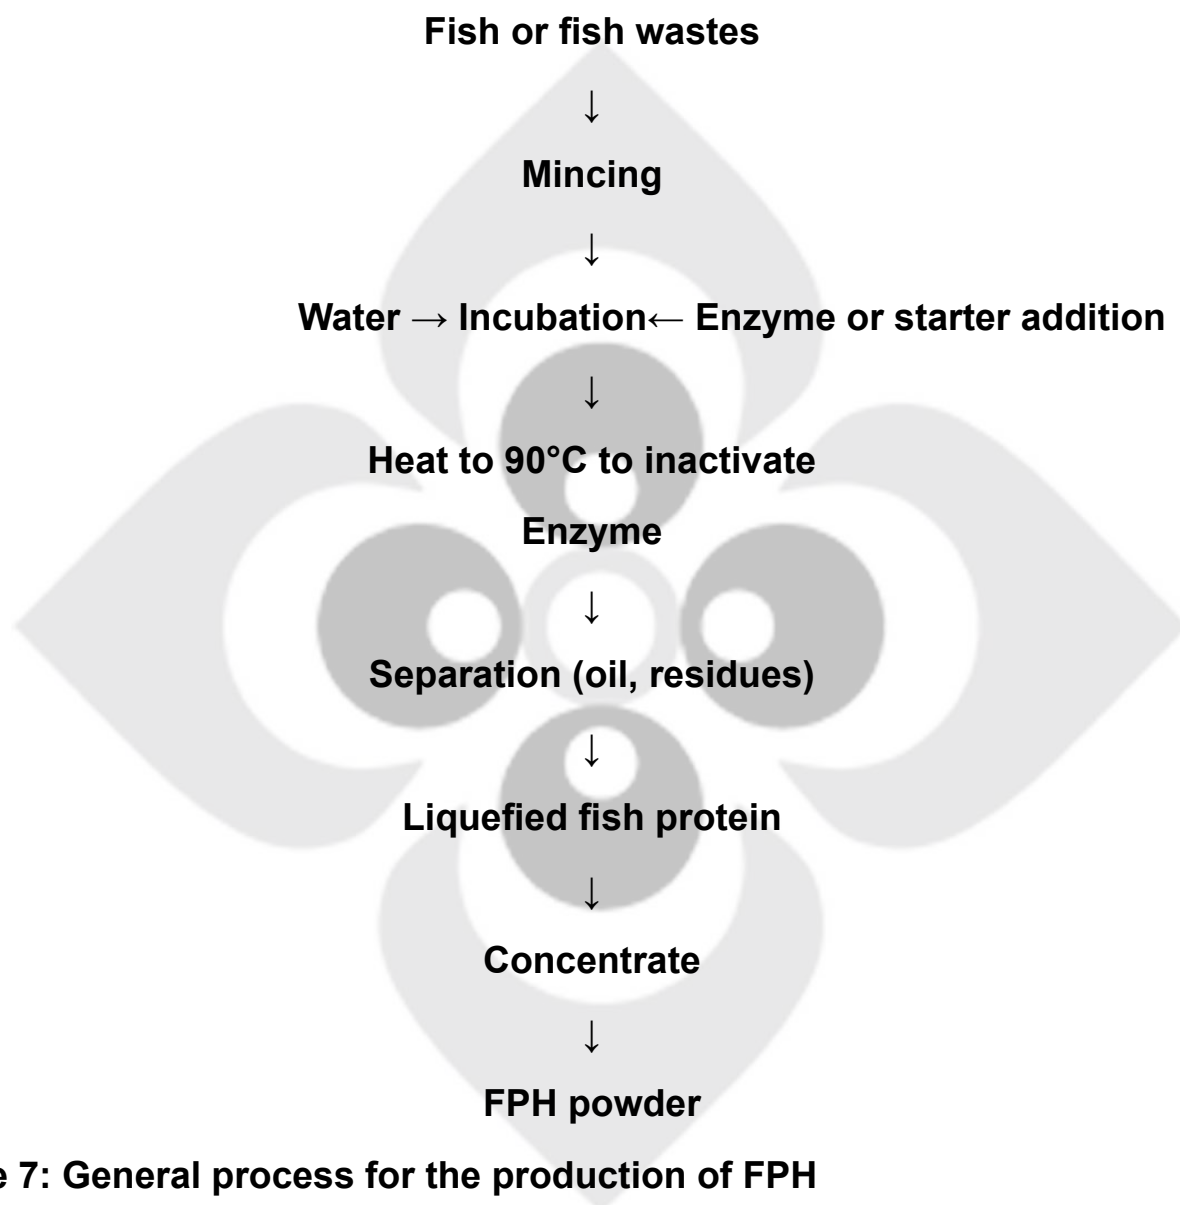 Fish or fish wastes
↓
Mincing
↓
Water → Incubation← Enzyme or starter addition
↓
Heat to 90°C to inactivate
Enzyme
↓
Separation (oil, residues)
↓
Liquefied fish protein
↓
Concentrate
↓
FPH powder
e 7: General process for the production of FPH